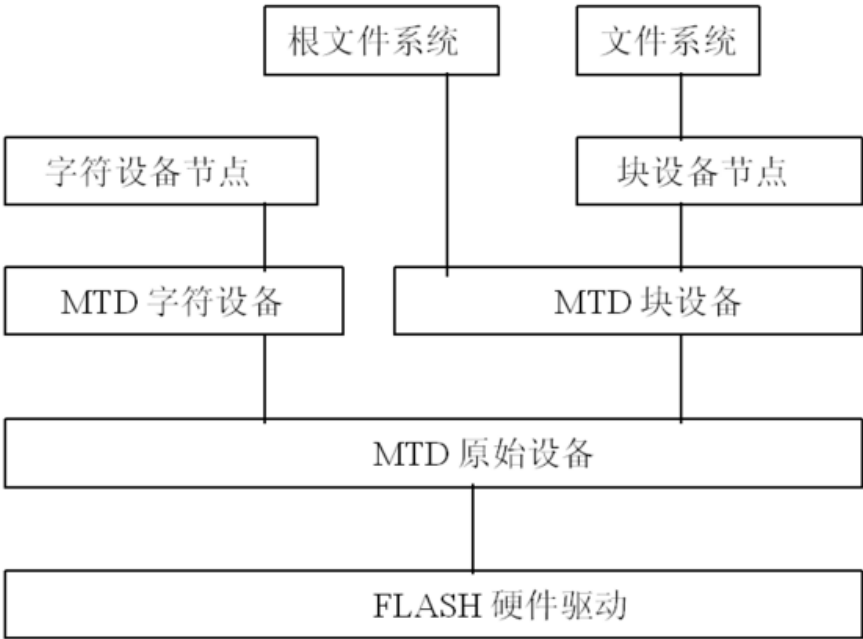 根文件系统
文件系统
字符设备节点
块设备节点
MTD 字符设备
MTD 块设备
MTD 原始设备
FLASH 硬件驱动